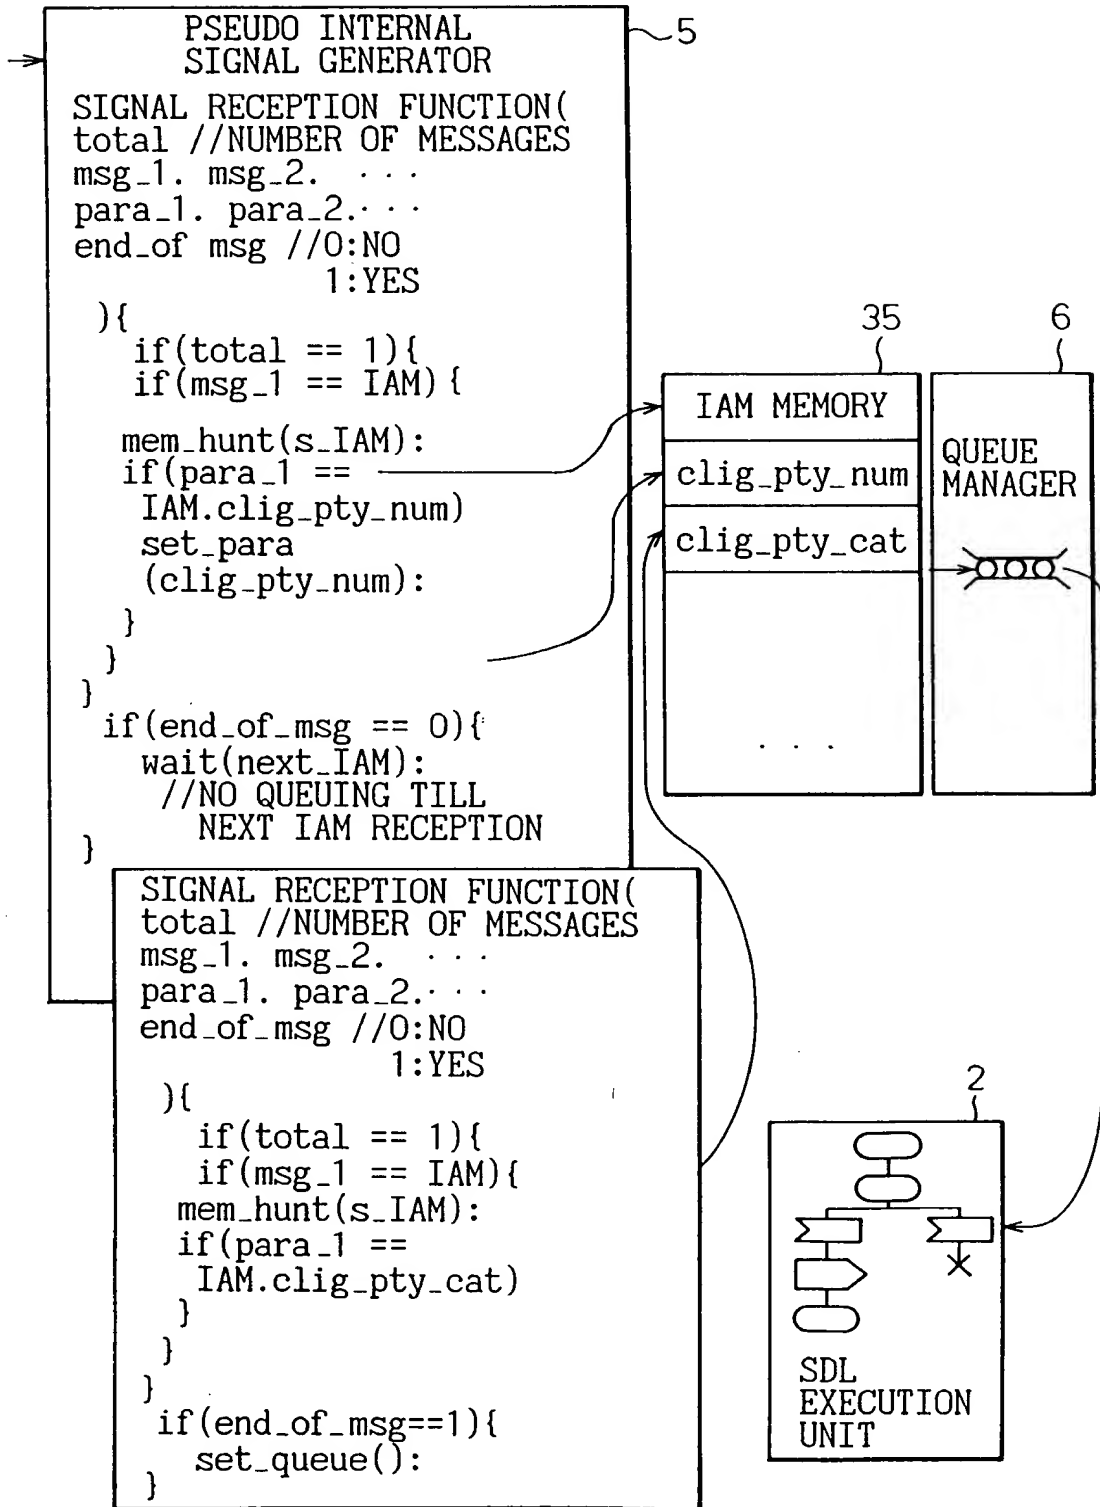 PSEUDO INTERNAL
SIGNAL GENERATOR
5
SIGNAL RECEPTION FUNCTION(
total //NUMBER OF MESSAGES
msg_1. msg_2. ···
para_1. para_2.···
end_of msg //0:NO
1:YES
){
if(total == 1){
if(msg_1 == IAM){
mem_hunt(s_IAM):
if(para_1 ==
IAM.clig_pty_num)
set_para
(clig_pty_num):
}
}
}
if(end_of_msg == 0){
wait(next_IAM):
//NO QUEUING TILL
NEXT IAM RECEPTION
}
SIGNAL RECEPTION FUNCTION(
total //NUMBER OF MESSAGES
msg_1. msg_2. ···
para_1. para_2.···
end_of_msg //0:NO
1:YES
){
if(total == 1){
if(msg_1 == IAM){
mem_hunt(s_IAM):
if(para_1 ==
IAM.clig_pty_cat)
}
}
}
if(end_of_msg==1){
set_queue():
}
35
IAM MEMORY
clig_pty_num
clig_pty_cat
...
6
QUEUE
MANAGER
2
SDL
EXECUTION
UNIT